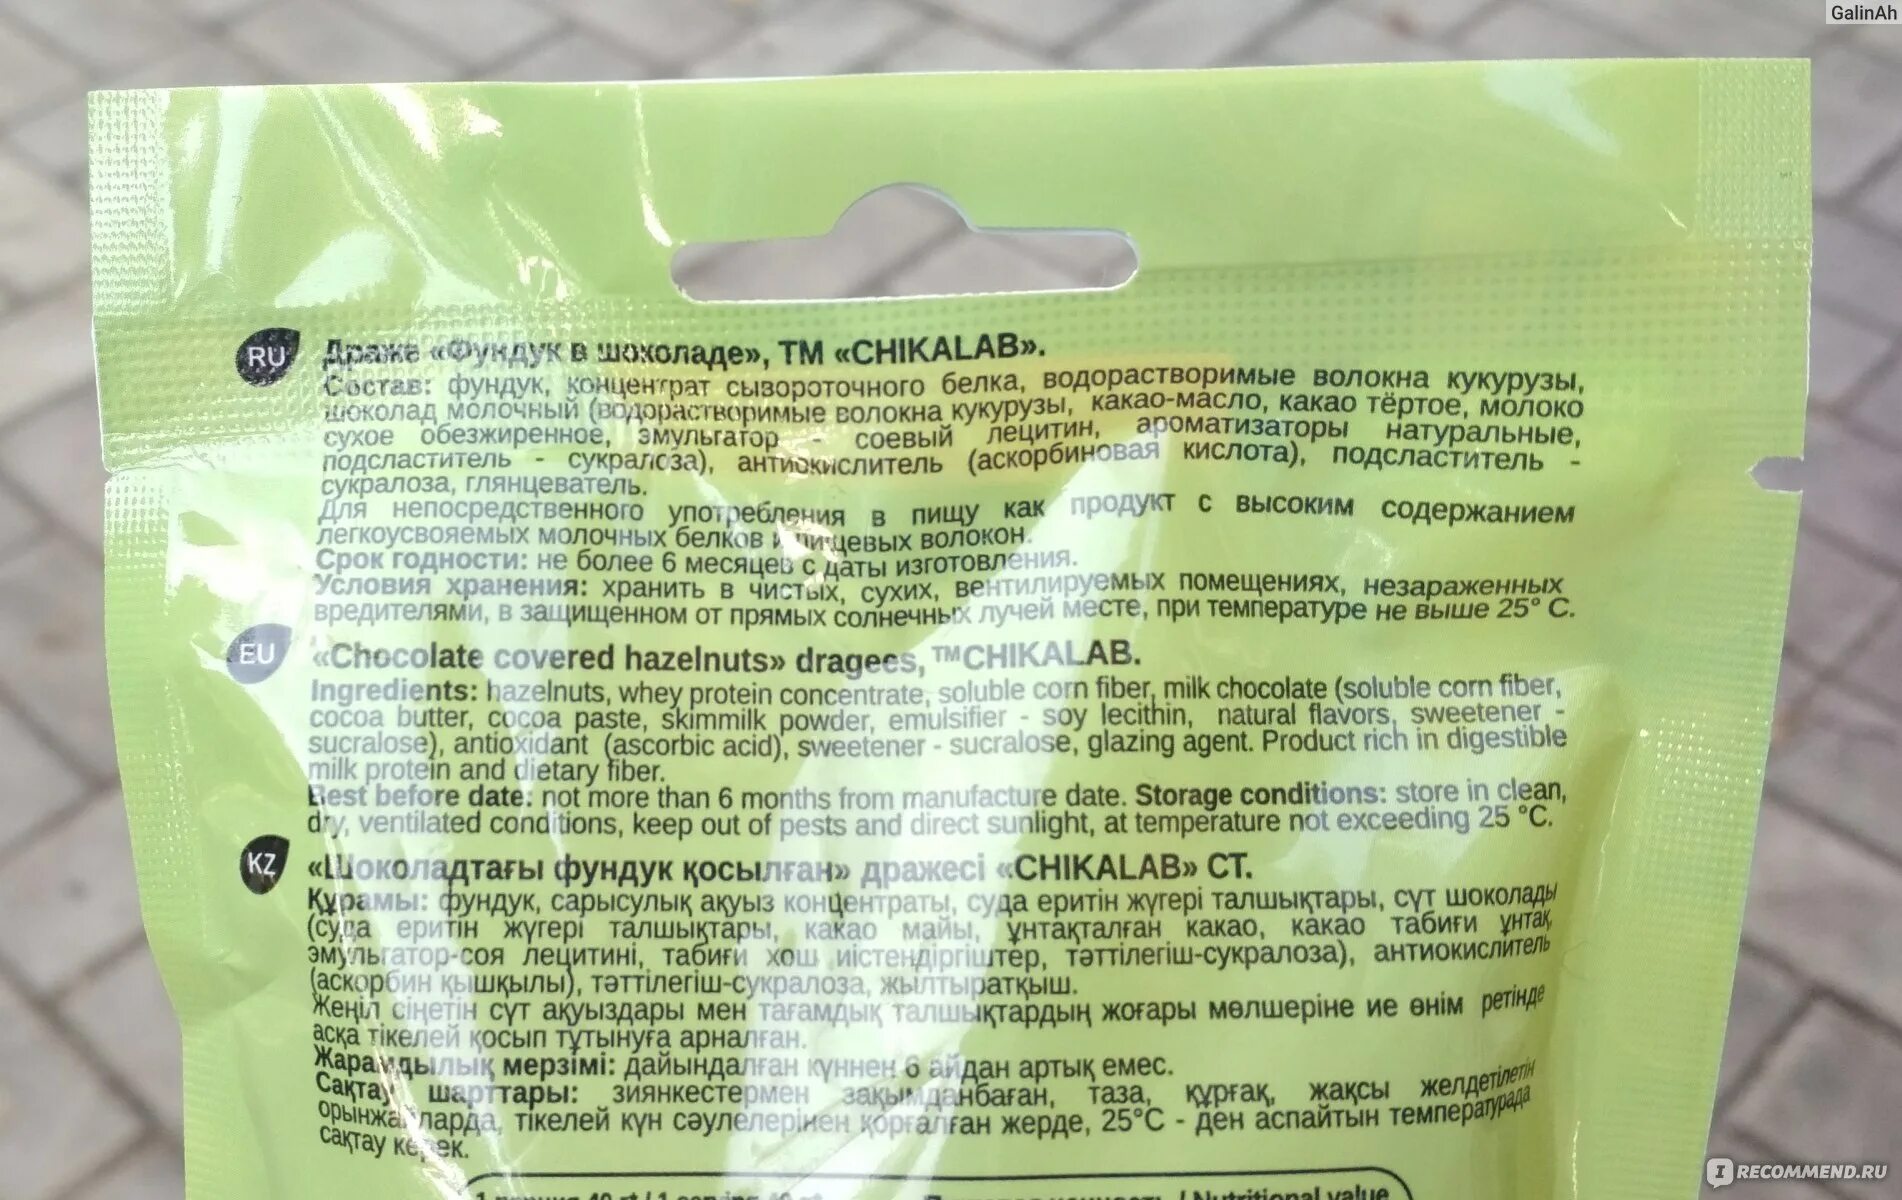 GalinAh
RU
Драже «Фундук в шоколаде», ТМ «CHIKALAB».
Состав: фундук, концентрат сывороточного белка, водорастворимые волокна кукурузы,
шоколад молочный (водорастворимые волокна кукурузы, какао-масло, какао тёртое, молоко
сухое обезжиренное, эмульгатор - соевый лецитин, ароматизаторы натуральные,
подсластитель - сукралоза), антиокислитель (аскорбиновая кислота), подсластитель -
сукралоза, глянцеватель.
Для непосредственного употребления в пищу как продукт с высоким содержанием
легкоусвояемых молочных белков и пищевых волокон.
Срок годности: не более 6 месяцев с даты изготовления.
Условия хранения: хранить в чистых, сухих, вентилируемых помещениях, незараженных
вредителями, в защищенном от прямых солнечных лучей месте, при температуре не выше 25° С.
EU
«Chocolate covered hazelnuts» dragees,™CHIKALAB.
Ingredients: hazelnuts, whey protein concentrate, soluble corn fiber, milk chocolate (soluble corn fiber,
cocoa butter, cocoa paste, skimmilk powder, emulsifier - soy lecithin, natural flavors, sweetener -
sucralose), antioxidant (ascorbic acid), sweetener - sucralose, glazing agent. Product rich in digestible
milk protein and dietary fiber.
Best before date: not more than 6 months from manufacture date. Storage conditions: store in clean,
dry, ventilated conditions, keep out of pests and direct sunlight, at temperature not exceeding 25 °C.
KZ
«Шоколадтағы фундук қосылған» дражесі «CHIKALAB» СТ.
Құрамы: фундук, сарысулық ақуыз концентраты, суда еритін жүгері талшықтары, сүт шоколады
(суда еритін жүгері талшықтары, какао майы, ұнтақталған какао, какао табиғи ұнтақ,
эмульгатор-соя лецитині, табиғи хош иістендіргіштер, тәттілегіш-сукралоза), антиокислитель
(аскорбин қышқылы), тәттілегіш-сукралоза, жылтыратқыш.
Жеңіл сіңетін сүт ақуыздары мен тағамдық талшықтардың жоғары мөлшеріне ие өнім ретінде
асқа тікелей қосып тұтынуға арналған.
Жарамдылық мерзімі: дайындалған күннен 6 айдан артық емес.
Сақтау шарттары: зиянкестермен зақымданбаған, таза, құрғақ, жақсы желдетілетін
орынжайларда, тікелей күн сәулелерінен қорғалған жерде, 25°С - ден аспайтын температурада
сақтау керек.
1 порция 40 gr / 1 serving 40 gr / Nutritional value
IRECOMMEND.RU